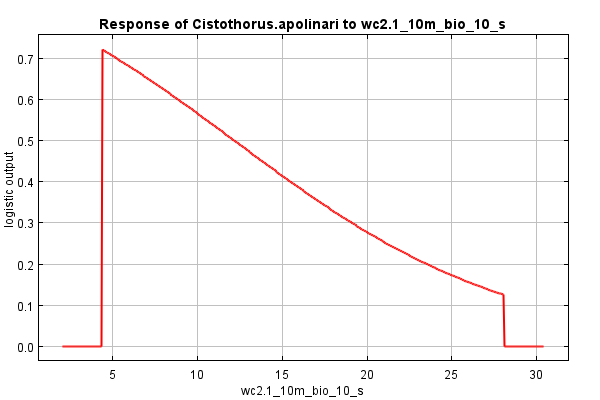 Response of Cistothorus.apolinari to wc2.1_10m_bio_10_s
logistic output
0.7
0.6
0.5
0.4
0.3
0.2
0.1
0.0
5 10 15 20 25 30
wc2.1_10m_bio_10_s